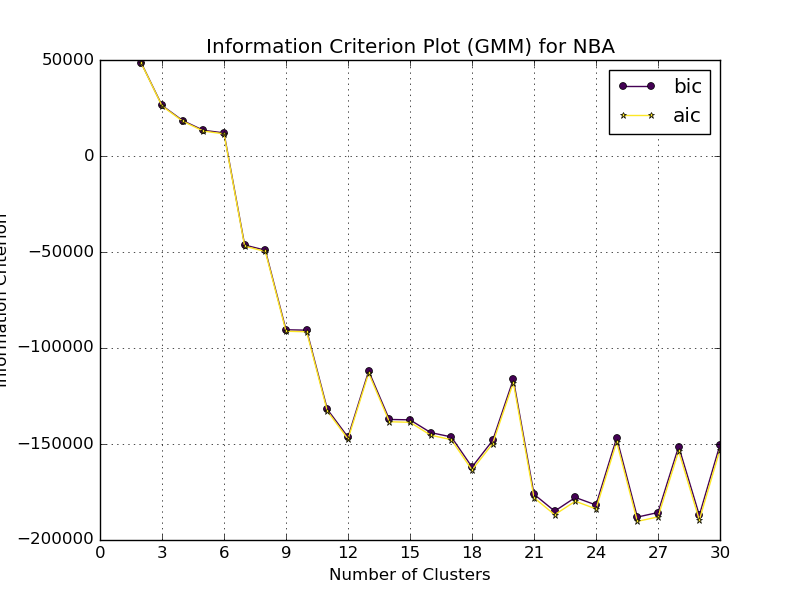 Information Criterion Plot (GMM) for NBA
bic
aic
50000
0
−50000
−100000
−150000
−200000
Information Criterion
0 3 6 9 12 15 18 21 24 27 30
Number of Clusters